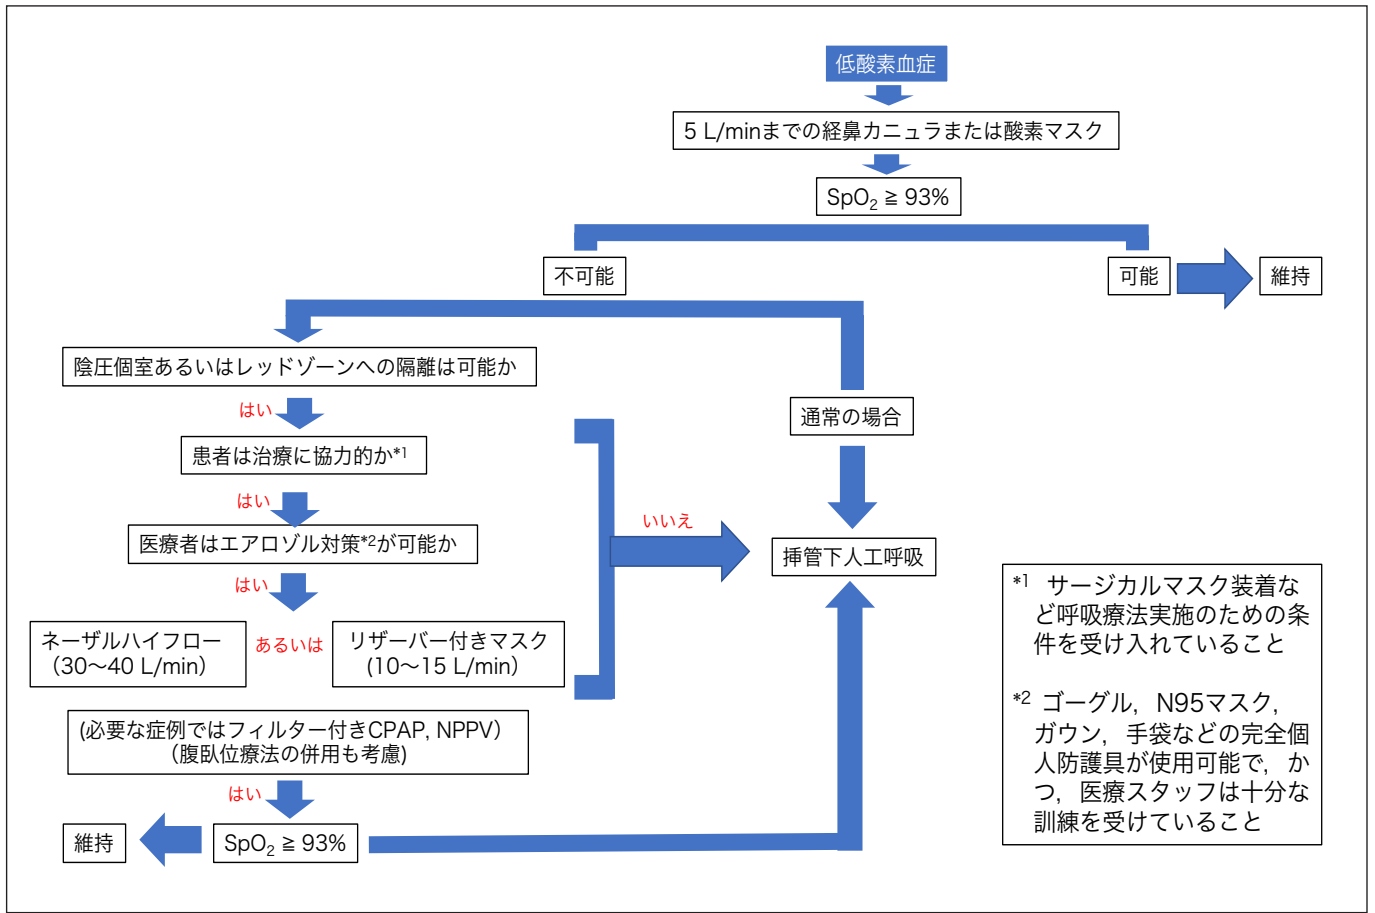 低酸素血症
5 L/minまでの経鼻カニュラまたは酸素マスク
SpO₂ ≧ 93%
不可能
可能
維持
陰圧個室あるいはレッドゾーンへの隔離は可能か
はい
通常の場合
患者は治療に協力的か*1
はい
いいえ
医療者はエアロゾル対策*2が可能か
挿管下人工呼吸
はい
ネーザルハイフロー
（30〜40 L/min）
あるいは
リザーバー付きマスク
(10〜15 L/min）
(必要な症例ではフィルター付きCPAP, NPPV）
（腹臥位療法の併用も考慮)
はい
維持
SpO₂ ≧ 93%
*1 サージカルマスク装着な
ど呼吸療法実施のための条
件を受け入れていること
*2 ゴーグル，N95マスク，
ガウン，手袋などの完全個
人防護具が使用可能で，か
つ，医療スタッフは十分な
訓練を受けていること